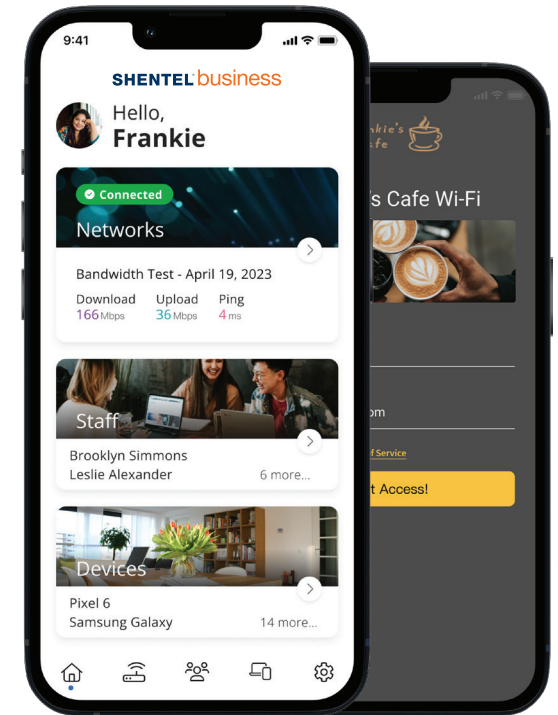 9:41
SHENTEL business
Hello,
Frankie
Connected
Networks
Bandwidth Test - April 19, 2023
Download Upload Ping
166 Mbps 36 Mbps 4 ms
Staff
Brooklyn Simmons
Leslie Alexander 6 more...
Devices
Pixel 6
Samsung Galaxy 14 more...
nkie's
afe
's Cafe Wi-Fi
om
f Service
t Access!